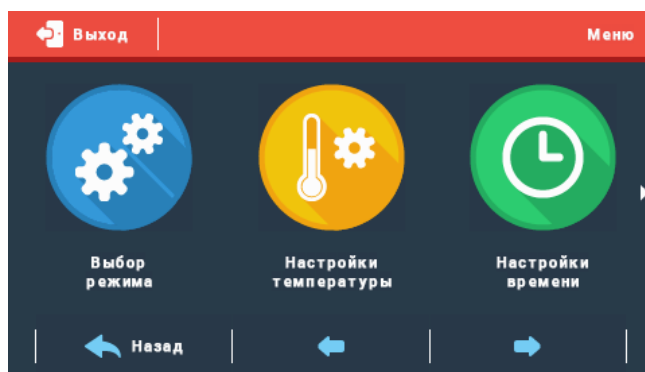 Выход
Меню
Выбор
режима
Настройки
температуры
Настройки
времени
Назад